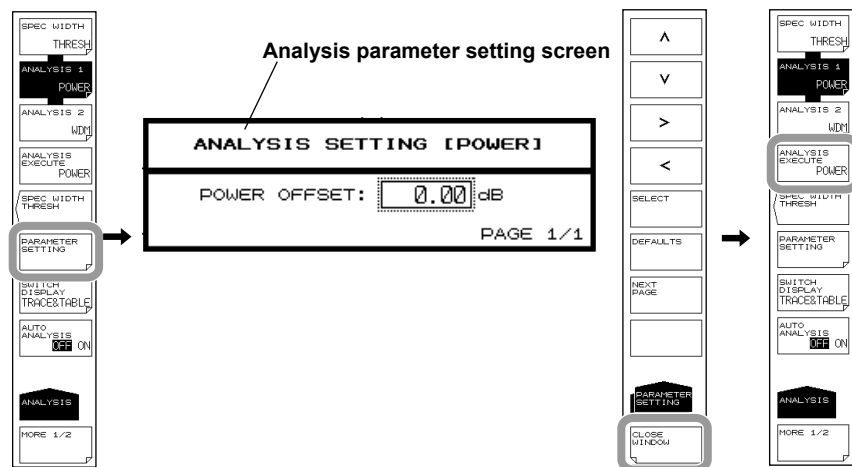 SPEC WIDTH
THRESH
ANALYSIS 1
POWER
ANALYSIS 2
WDM
ANALYSIS
EXECUTE
POWER
SPEC WIDTH
THRESH
PARAMETER
SETTING
SWITCH
DISPLAY
TRACE&TABLE
AUTO
ANALYSIS
OFF ON
ANALYSIS
MORE 1/2
Analysis parameter setting screen
ANALYSIS SETTING [POWER]
POWER OFFSET: 0.00 dB
PAGE 1/1
∧
∨
>
<
SELECT
DEFAULTS
NEXT
PAGE
PARAMETER
SETTING
CLOSE
WINDOW
SPEC WIDTH
THRESH
ANALYSIS 1
POWER
ANALYSIS 2
WDM
ANALYSIS
EXECUTE
POWER
SPEC WIDTH
THRESH
PARAMETER
SETTING
SWITCH
DISPLAY
TRACE&TABLE
AUTO
ANALYSIS
OFF ON
ANALYSIS
MORE 1/2